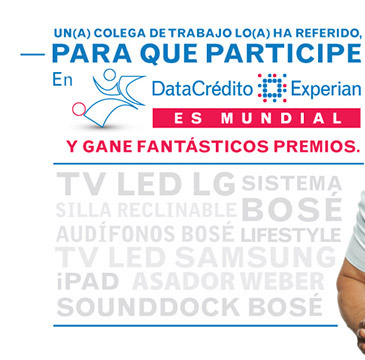 UN(A) COLEGA DE TRABAJO LO(A) HA REFERIDO,
PARA QUE PARTICIPE
En DataCrédito Experian
ES MUNDIAL
Y GANE FANTÁSTICOS PREMIOS.
TV LED LG SISTEMA
SILLA RECLINABLE BOSÉ
AUDÍFONOS BOSÉ LIFESTYLE
TV LED SAMSUNG
iPAD ASADOR WEBER
SOUNDDOCK BOSÉ